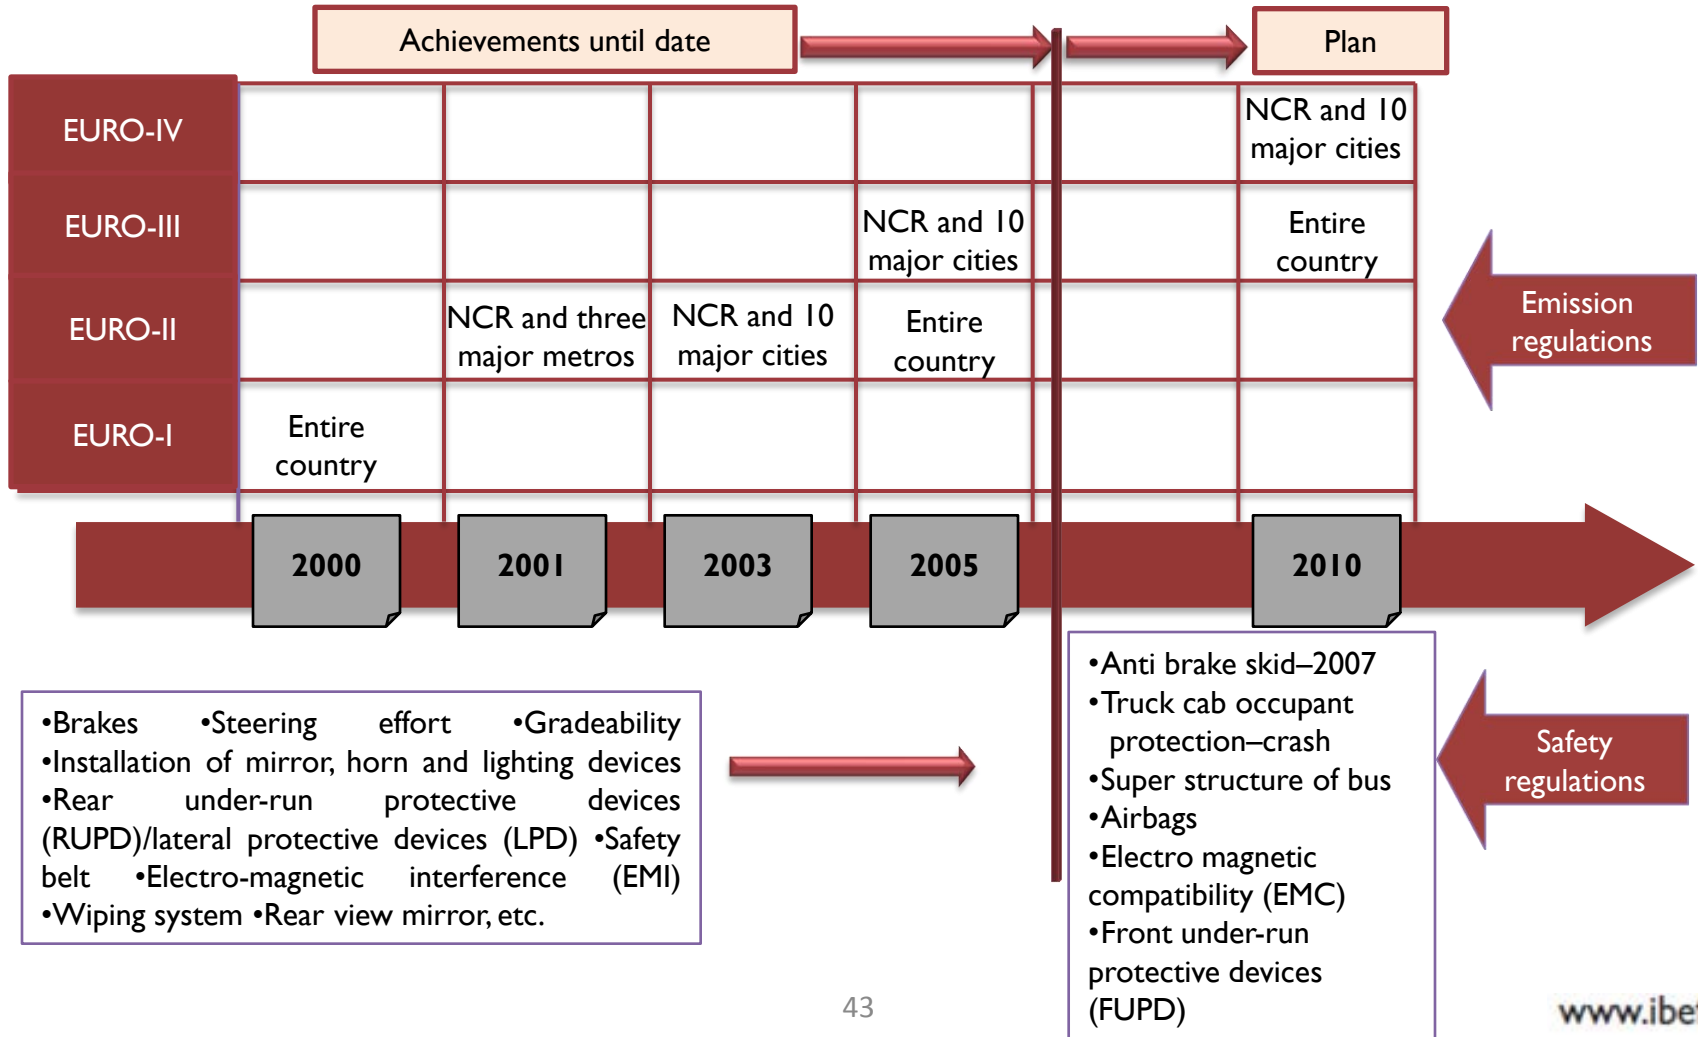 Achievements until date
Plan
EURO-IV
NCR and 10
major cities
EURO-III
NCR and 10
major cities
Entire
country
EURO-II
NCR and three
major metros
NCR and 10
major cities
Entire
country
EURO-I
Entire
country
Emission
regulations
2000
2001
2003
2005
2010
•Brakes •Steering effort •Gradeability
•Installation of mirror, horn and lighting devices
•Rear under-run protective devices
(RUPD)/lateral protective devices (LPD) •Safety
belt •Electro-magnetic interference (EMI)
•Wiping system •Rear view mirror, etc.
•Anti brake skid–2007
•Truck cab occupant
protection–crash
•Super structure of bus
•Airbags
•Electro magnetic
compatibility (EMC)
•Front under-run
protective devices
(FUPD)
Safety
regulations
43
www.ibe